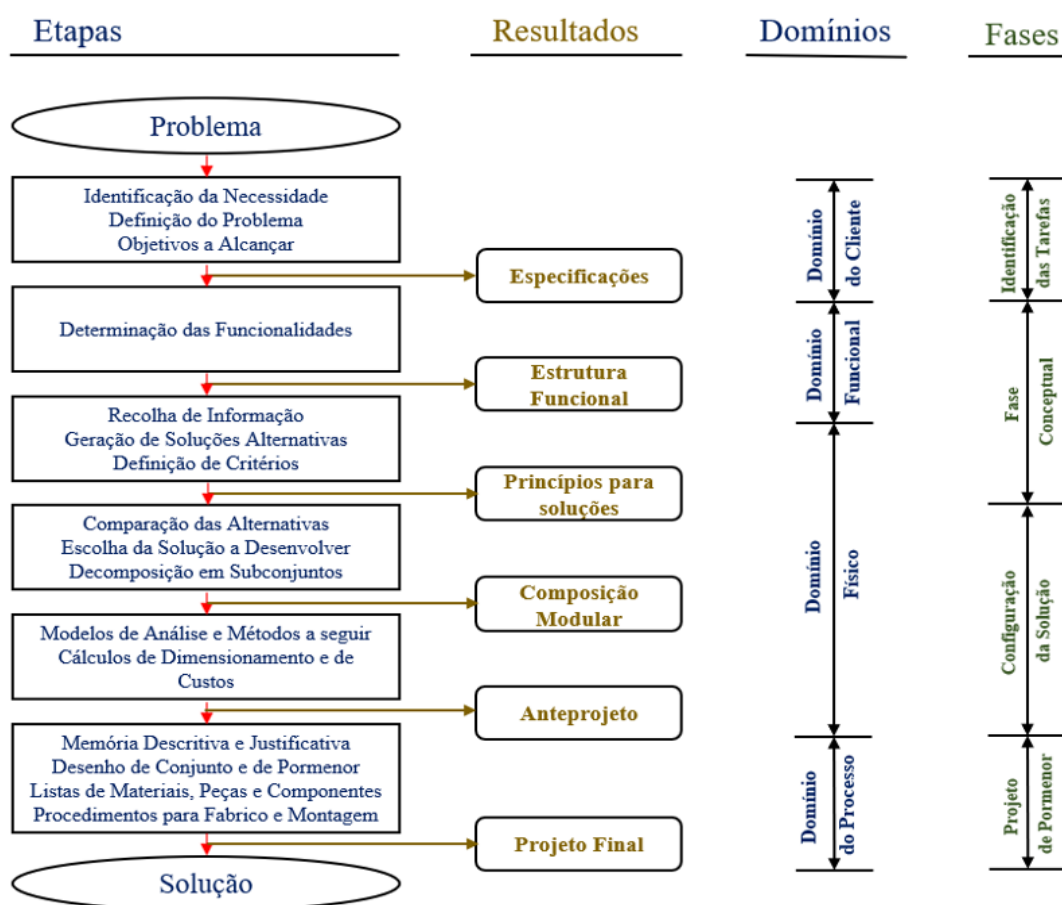 Etapas
Resultados
Domínios
Fases
Problema
Identificação da Necessidade
Definição do Problema
Objetivos a Alcançar
Especificações
Domínio
do Cliente
Identificação
das Tarefas
Determinação das Funcionalidades
Estrutura
Funcional
Domínio
Funcional
Fase
Conceptual
Recolha de Informação
Geração de Soluções Alternativas
Definição de Critérios
Princípios para
soluções
Comparação das Alternativas
Escolha da Solução a Desenvolver
Decomposição em Subconjuntos
Composição
Modular
Domínio
Físico
Configuração
da Solução
Modelos de Análise e Métodos a seguir
Cálculos de Dimensionamento e de
Custos
Anteprojeto
Memória Descritiva e Justificativa
Desenho de Conjunto e de Pormenor
Listas de Materiais, Peças e Componentes
Procedimentos para Fabrico e Montagem
Projeto Final
Domínio
do Processo
Projeto
de Pormenor
Solução